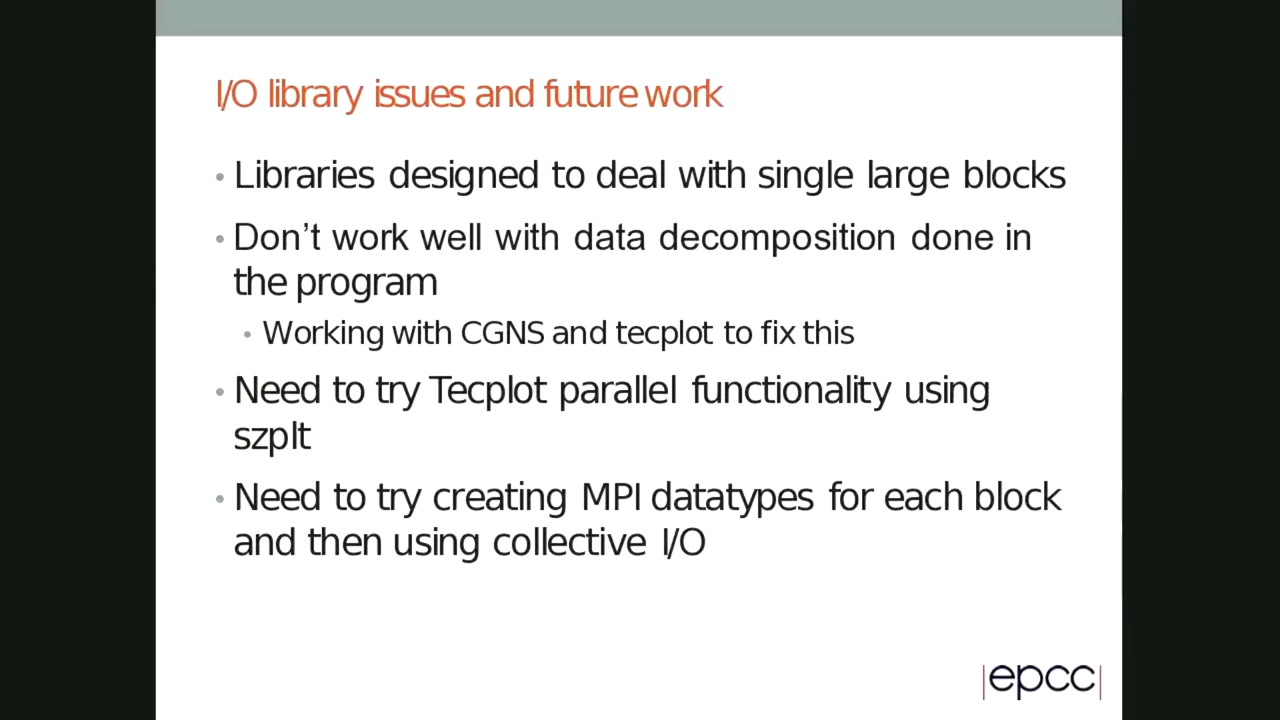 I/O library issues and future work
• Libraries designed to deal with single large blocks
• Don't work well with data decomposition done in
the program
• Working with CGNS and tecplot to fix this
• Need to try Tecplot parallel functionality using
szplt
• Need to try creating MPI datatypes for each block
and then using collective I/O
|epcc|